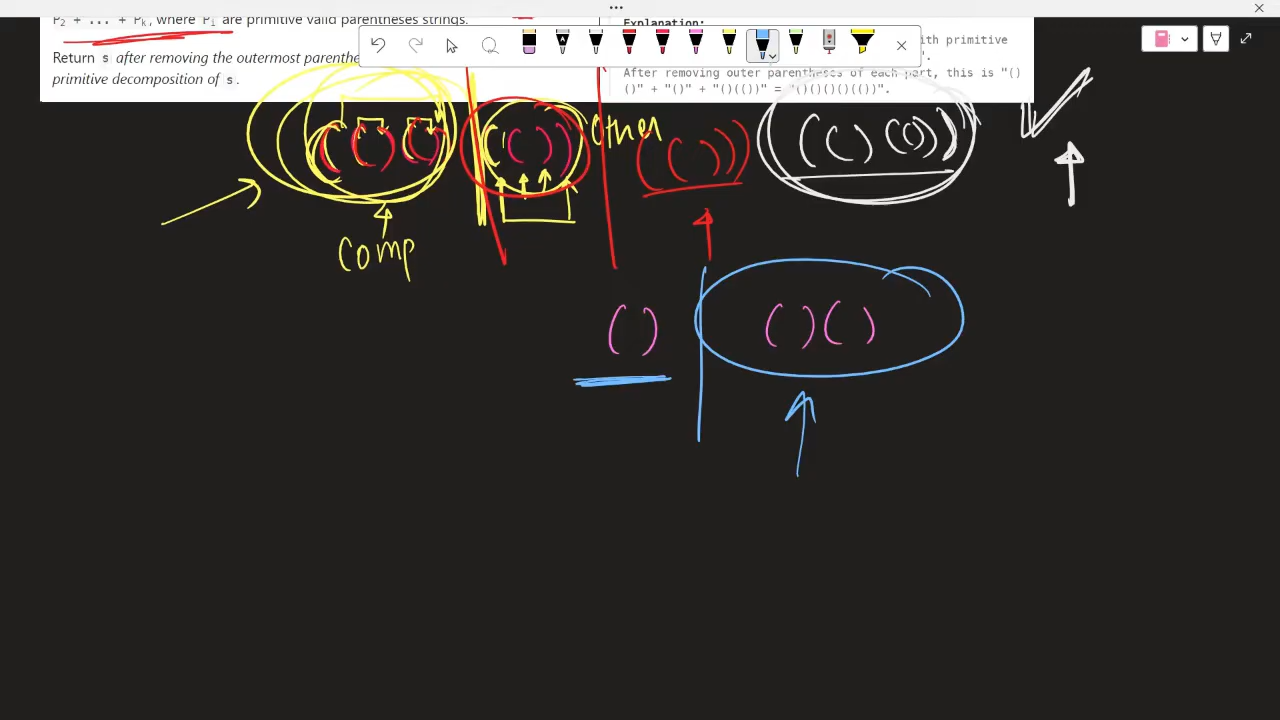 P2 + ... + Pk, where Pi are primitive valid parentheses strings.
Return s after removing the outermost parenthe
primitive decomposition of s.
Explanation:
with primitive
After removing outer parentheses of each part, this is "()
()" + "()" + "()(())" = "()()()()(())".
(()())
(())
Other
(())
(()(()))
Comp
()
()()